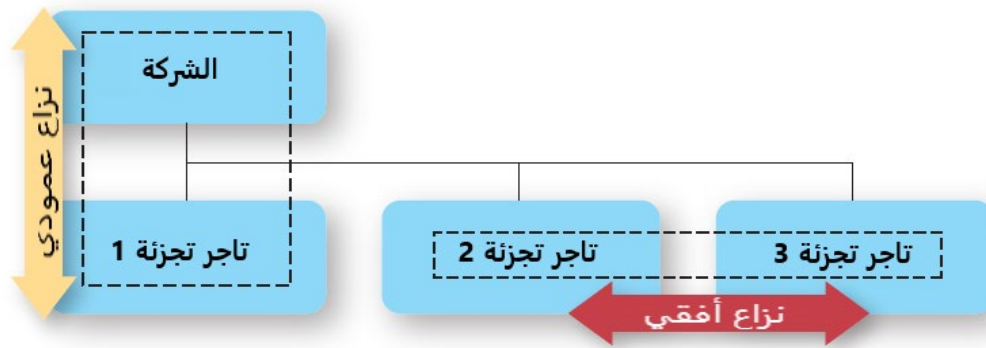 الشركة
نزاع عمودي
تاجر تجزئة 1
تاجر تجزئة 2
تاجر تجزئة 3
نزاع أفقي